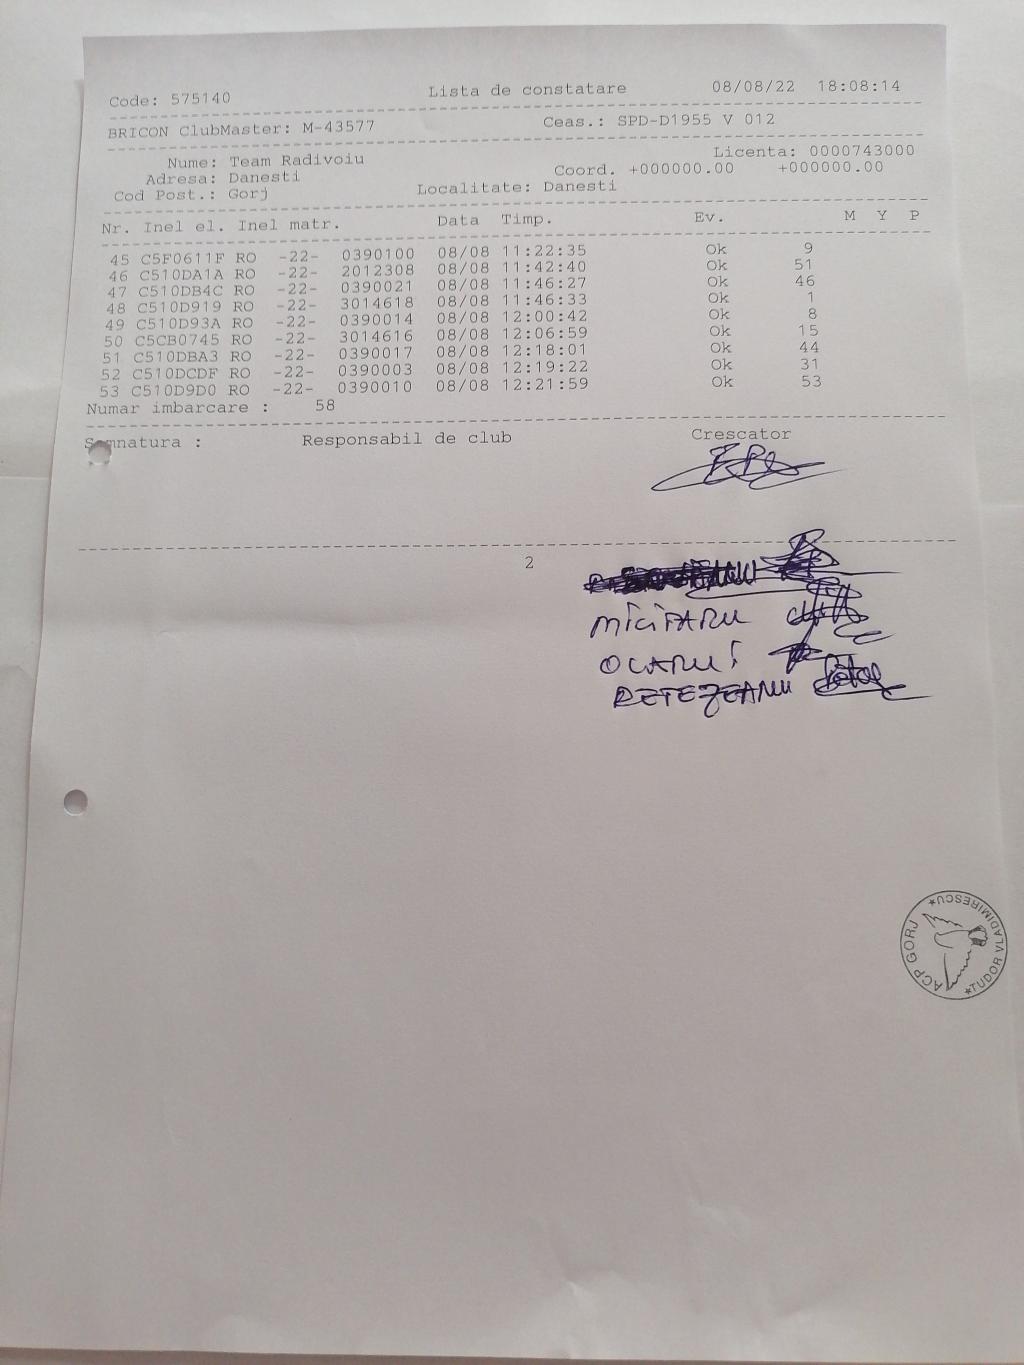 Code: 575140 Lista de constatare 08/08/22 18:08:14
BRICON ClubMaster: M-43577 Ceas.: SPD-D1955 V 012
Licenta: 0000743000
Nume: Team Radivoiu
Coord. +000000.00 +000000.00
Adresa: Danesti
Cod Post.: Gorj Localitate: Danesti
Nr. Inel el. Inel matr. Data Timp. Ev. M Y P
45 C5F0611F RO -22- 0390100 08/08 11:22:35 Ok 9
46 C510DA1A RO -22- 2012308 08/08 11:42:40 Ok 51
47 C510DB4C RO -22- 0390021 08/08 11:46:27 Ok 46
48 C510D919 RO -22- 3014618 08/08 11:46:33 Ok 1
49 C510D93A RO -22- 0390014 08/08 12:00:42 Ok 8
50 C5CB0745 RO -22- 3014616 08/08 12:06:59 Ok 15
51 C510DBA3 RO -22- 0390017 08/08 12:18:01 Ok 44
52 C510DCDF RO -22- 0390003 08/08 12:19:22 Ok 31
53 C510D9D0 RO -22- 0390010 08/08 12:21:59 Ok 53
Numar imbarcare : 58
Semnatura : Responsabil de club Crescator
2
MICITARU
OCARUI
RETEZEANU
ACP GORJ *TUDOR VLADIMIRESCU*